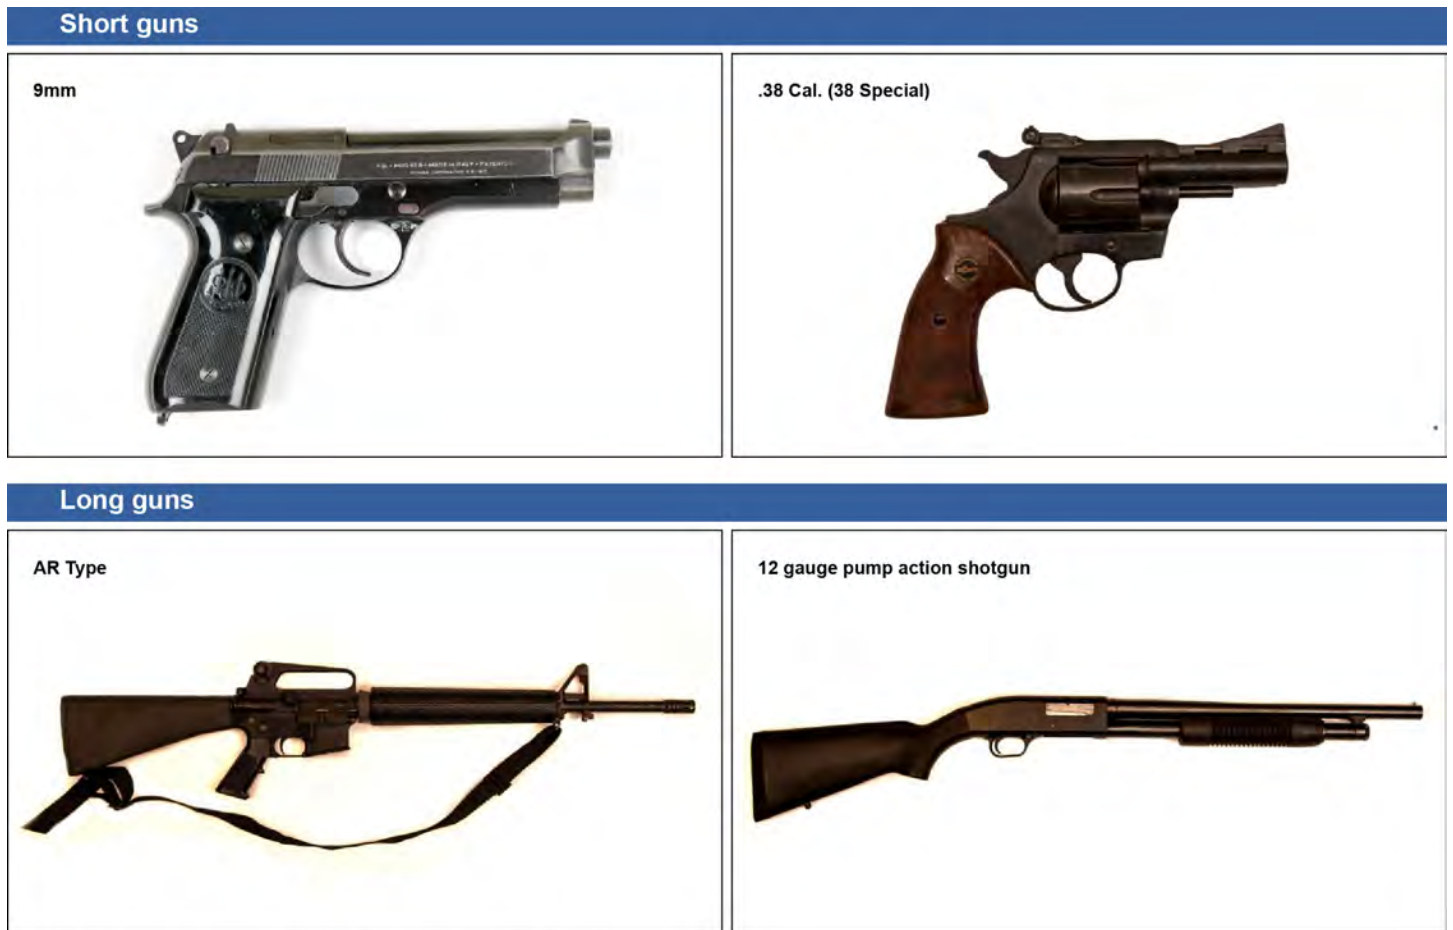 Short guns
9mm
.38 Cal. (38 Special)
Long guns
AR Type
12 gauge pump action shotgun